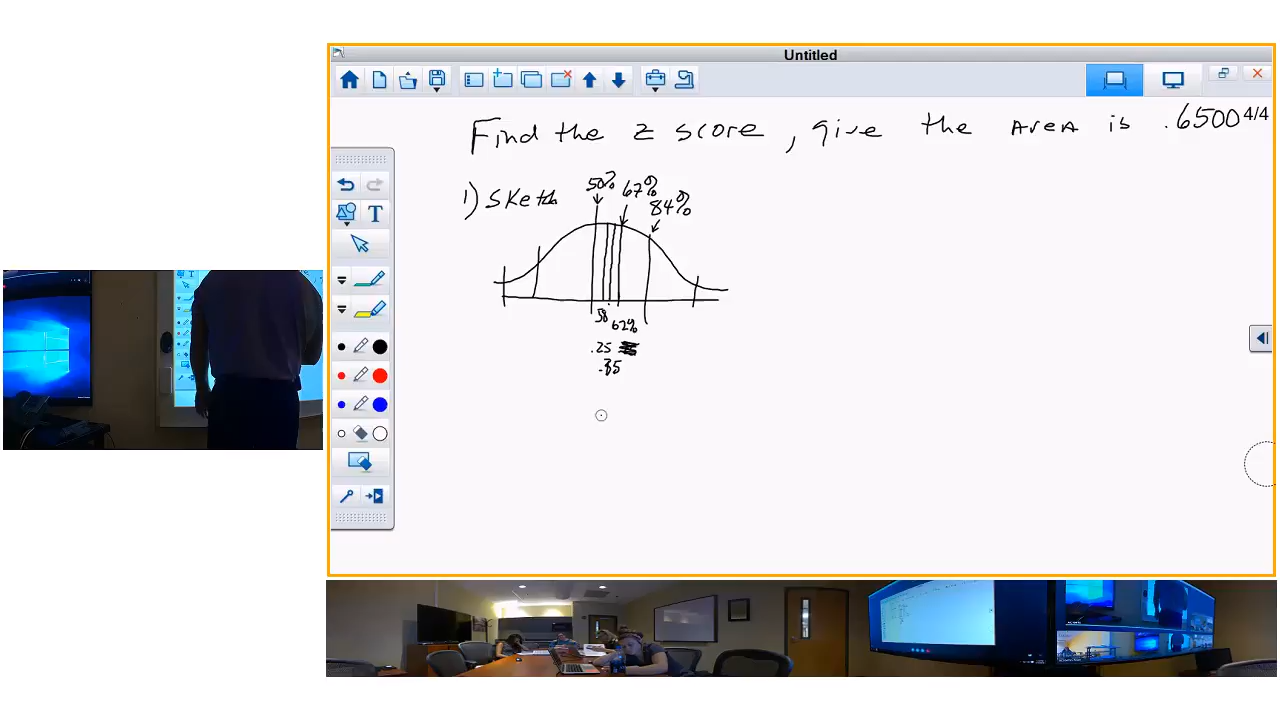 Untitled
Find the z score, give the Area is .6500
4/4
1) Sketch
50%
67%
84%
58
62%
.25
.35
T